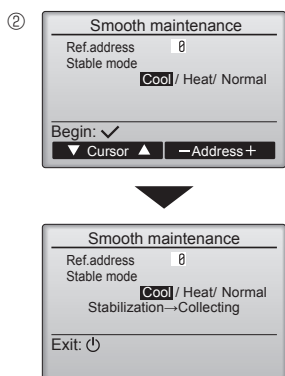 ②
Smooth maintenance
Ref.address 0
Stable mode
Cool / Heat/ Normal
Begin: ✓
▼ Cursor ▲ −Address+
Smooth maintenance
Ref.address 0
Stable mode
Cool / Heat/ Normal
Stabilization→Collecting
Exit: ⏻